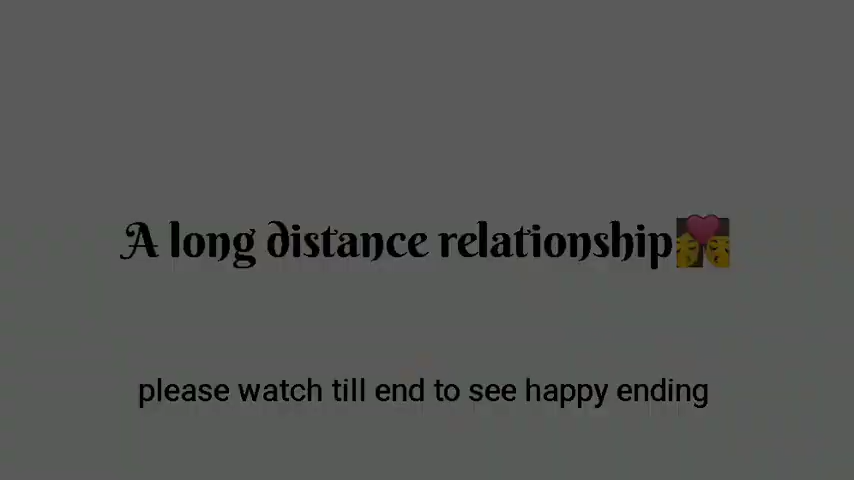 A long distance relationship💏
please watch till end to see happy ending